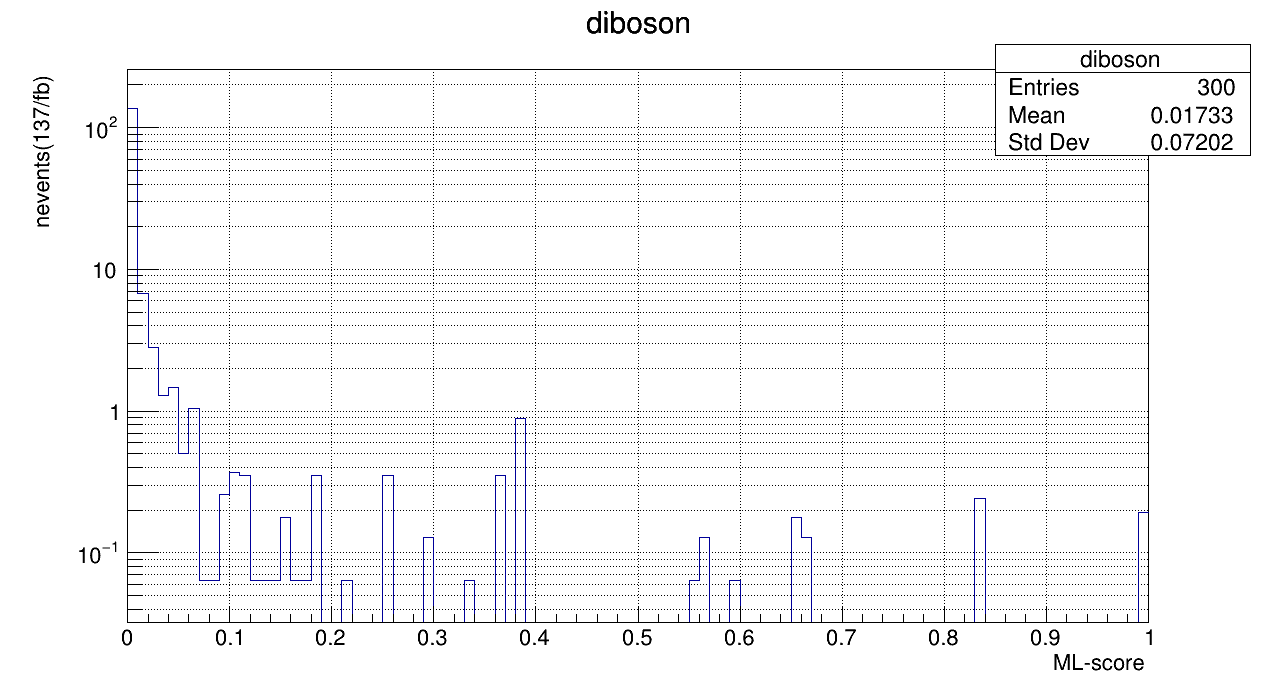 diboson
diboson
Entries 300
Mean 0.01733
Std Dev 0.07202
nevents(137/fb)
10²
10
1
10⁻¹
0 0.1 0.2 0.3 0.4 0.5 0.6 0.7 0.8 0.9 1
ML-score